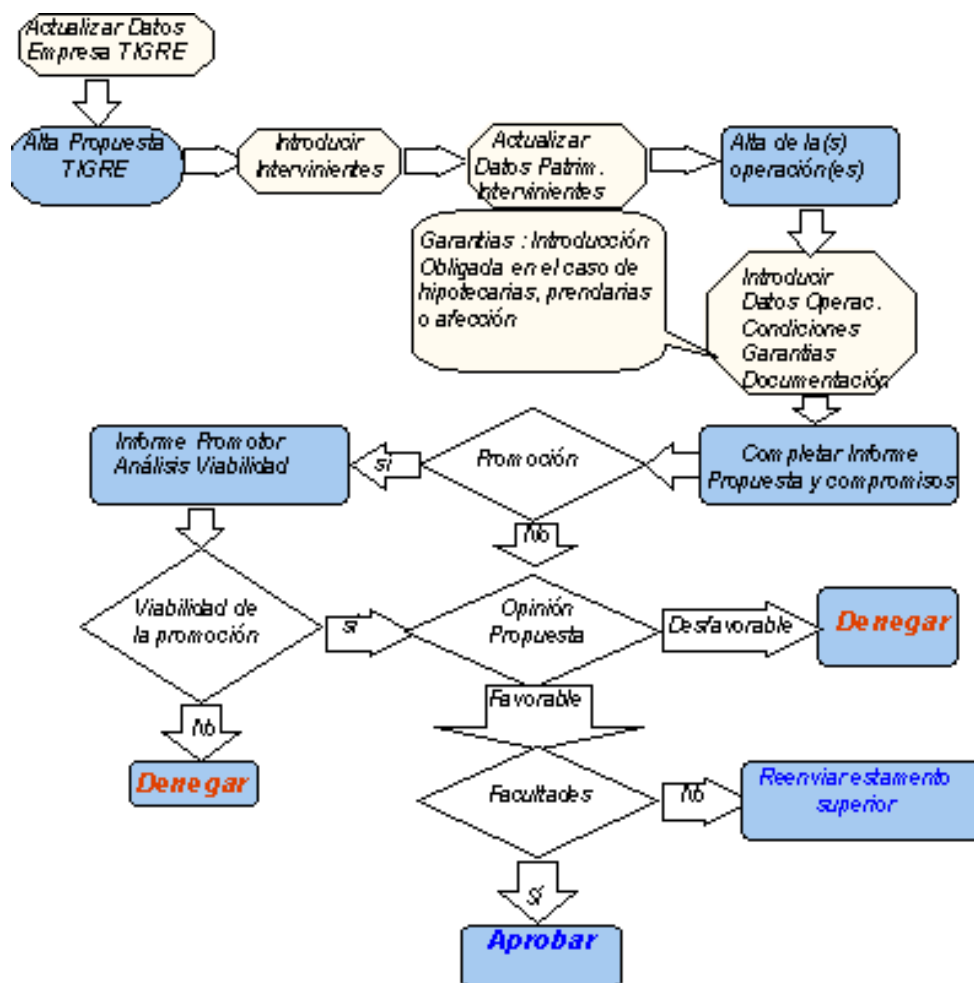 Actualizar Datos
Empresa TIGRE
Alta Propuesta
TIGRE
Introducir
Intervinientes
Actualizar
Datos Patrim.
Intervinientes
Alta de la(s)
operación(es)
Garantias : Introducción
Obligada en el caso de
hipotecarias, prendarias
o afección
Introducir
Datos Operac.
Condiciones
Garantias
Documentación
Informe Promotor
Análisis Viabilidad
si
Promoción
Completar Informe
Propuesta y compromisos
No
Viabilidad de
la promoción
si
Opinión
Propuesta
Desfavorable
Denegar
No
Favorable
Denegar
Facultades
No
Reenviar estamento
superior
Sí
Aprobar